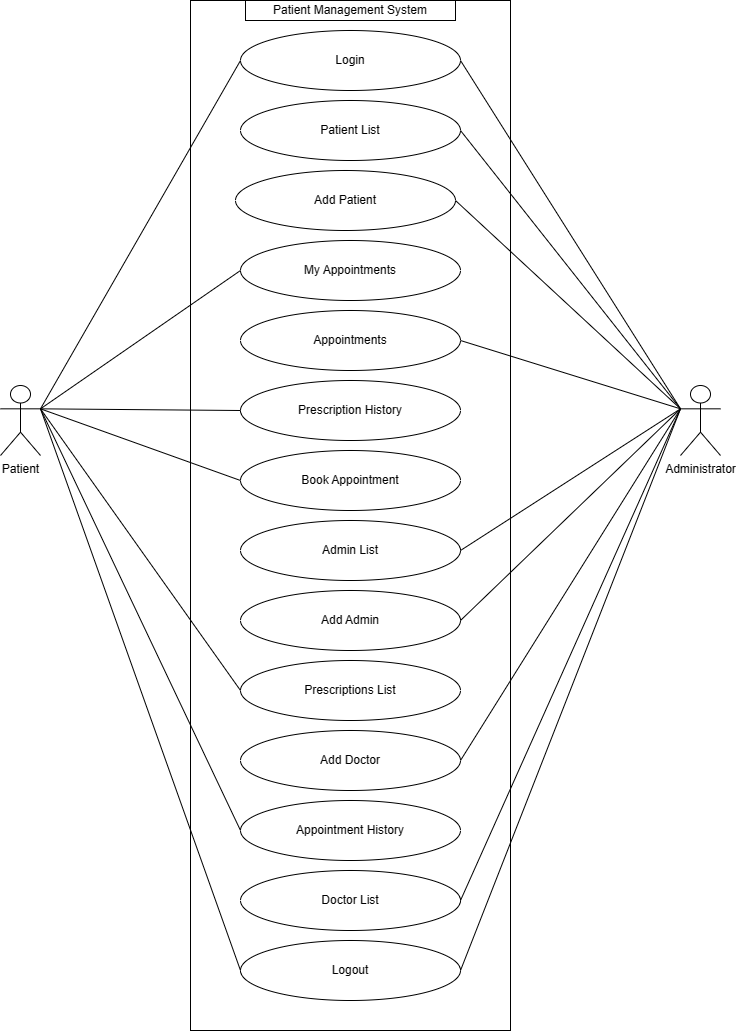 Patient Management System
Login
Patient List
Add Patient
My Appointments
Appointments
Prescription History
Patient
Administrator
Book Appointment
Admin List
Add Admin
Prescriptions List
Add Doctor
Appointment History
Doctor List
Logout